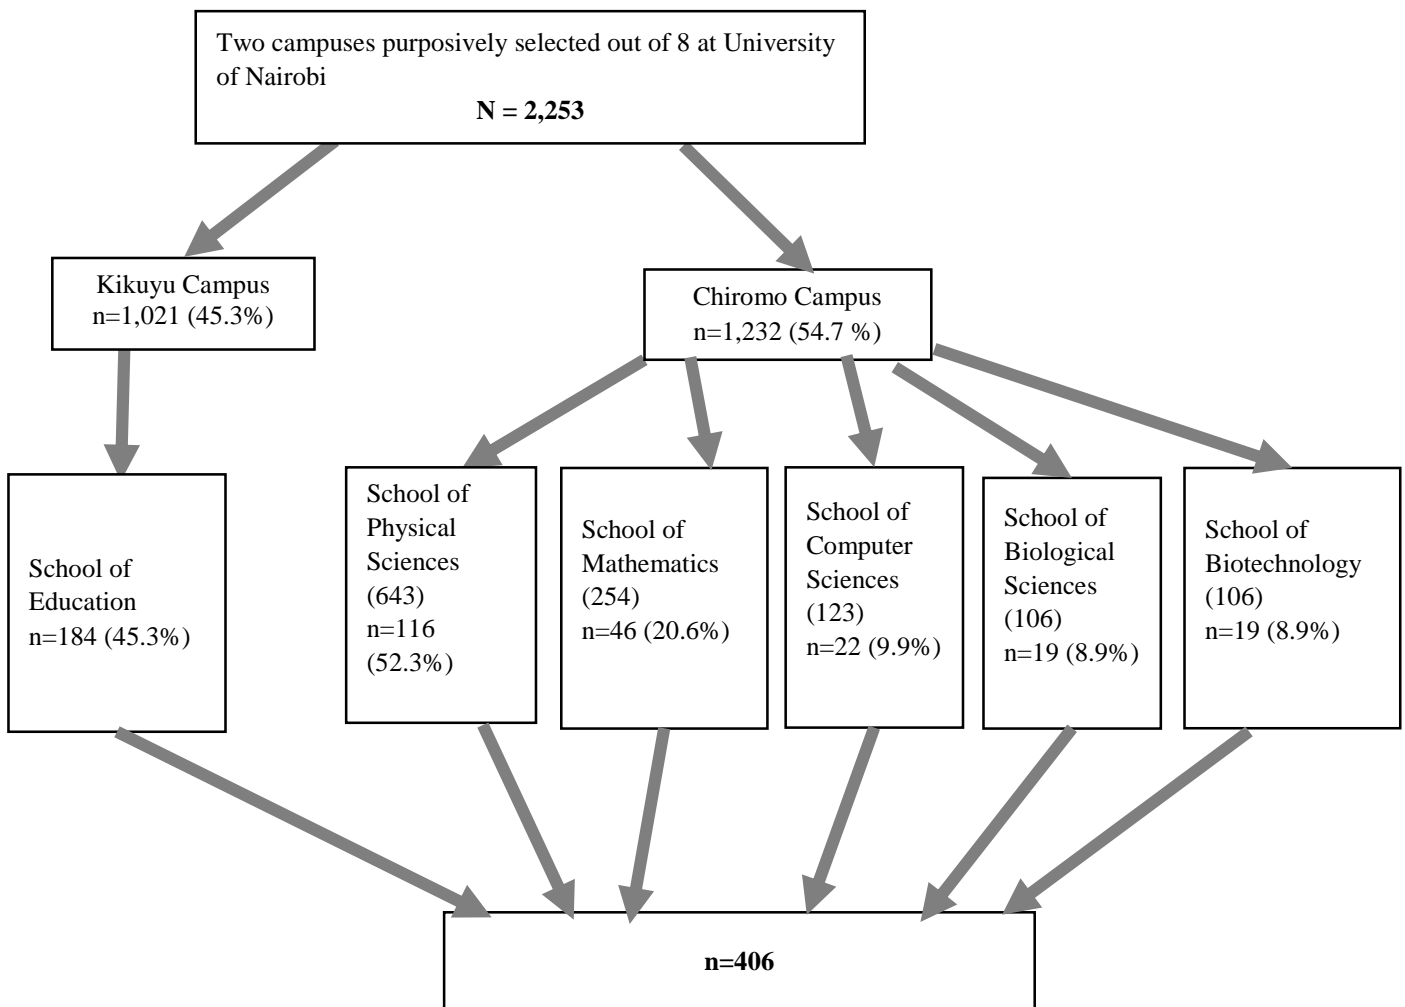 Two campuses purposively selected out of 8 at University
of Nairobi
N = 2,253
Kikuyu Campus
n=1,021 (45.3%)
Chiromo Campus
n=1,232 (54.7 %)
School of
Education
n=184 (45.3%)
School of
Physical
Sciences
(643)
n=116
(52.3%)
School of
Mathematics
(254)
n=46 (20.6%)
School of
Computer
Sciences
(123)
n=22 (9.9%)
School of
Biological
Sciences
(106)
n=19 (8.9%)
School of
Biotechnology
(106)
n=19 (8.9%)
n=406